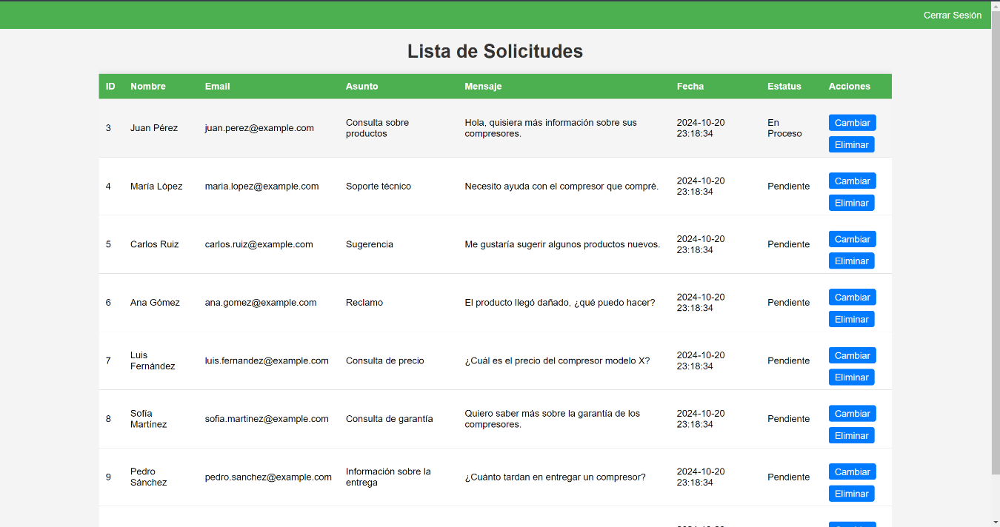 Cerrar Sesión
Lista de Solicitudes
ID Nombre Email Asunto Mensaje Fecha Estatus Acciones
3 Juan Pérez juan.perez@example.com Consulta sobre productos Hola, quisiera más información sobre sus compresores. 2024-10-20 23:18:34 En Proceso Cambiar Eliminar
4 María López maria.lopez@example.com Soporte técnico Necesito ayuda con el compresor que compré. 2024-10-20 23:18:34 Pendiente Cambiar Eliminar
5 Carlos Ruiz carlos.ruiz@example.com Sugerencia Me gustaría sugerir algunos productos nuevos. 2024-10-20 23:18:34 Pendiente Cambiar Eliminar
6 Ana Gómez ana.gomez@example.com Reclamo El producto llegó dañado, ¿qué puedo hacer? 2024-10-20 23:18:34 Pendiente Cambiar Eliminar
7 Luis Fernández luis.fernandez@example.com Consulta de precio ¿Cuál es el precio del compresor modelo X? 2024-10-20 23:18:34 Pendiente Cambiar Eliminar
8 Sofía Martínez sofia.martinez@example.com Consulta de garantía Quiero saber más sobre la garantía de los compresores. 2024-10-20 23:18:34 Pendiente Cambiar Eliminar
9 Pedro Sánchez pedro.sanchez@example.com Información sobre la entrega ¿Cuánto tardan en entregar un compresor? 2024-10-20 23:18:34 Pendiente Cambiar Eliminar